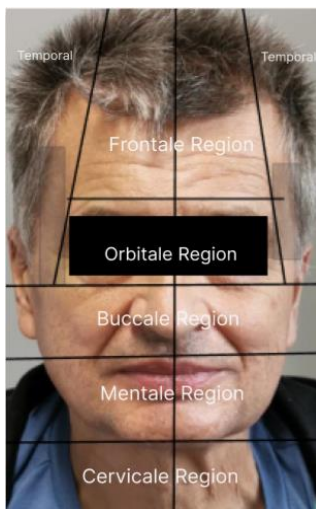 Temporal
Temporal
Frontale Region
Orbitale Region
Buccale Region
Mentale Region
Cervicale Region